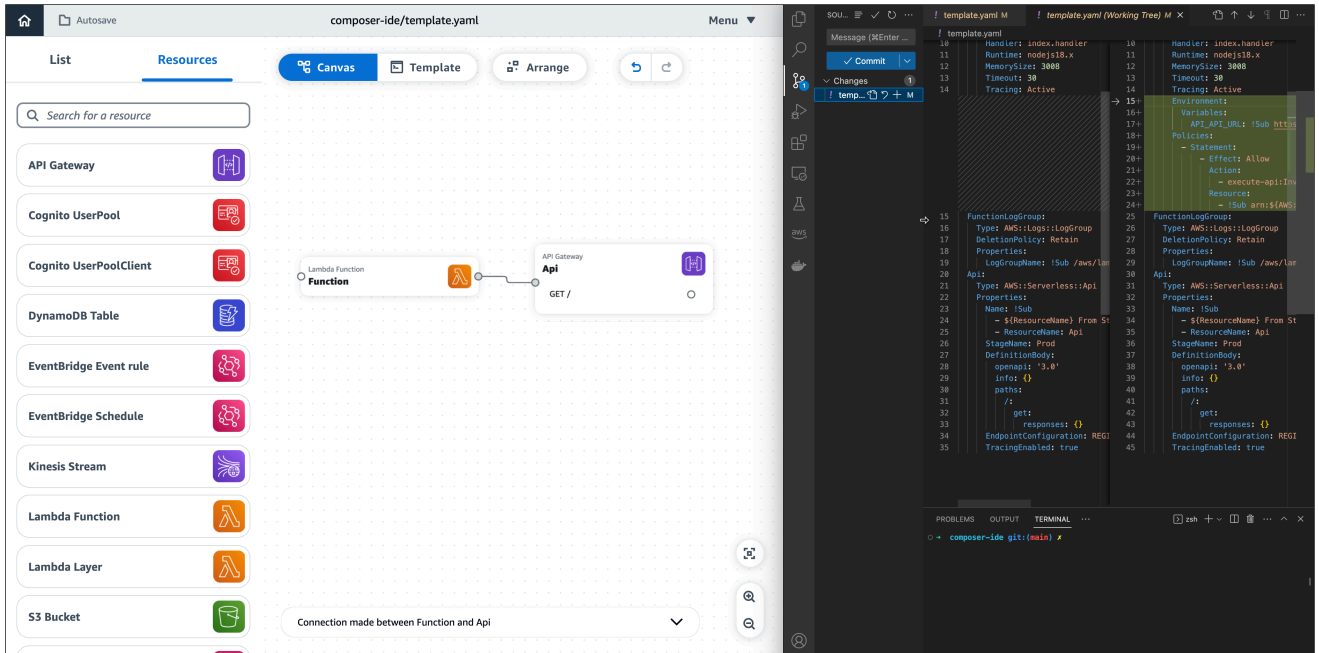 Autosave
composer-ide/template.yaml
Menu
List
Resources
Canvas
Template
Arrange
Search for a resource
API Gateway
Cognito UserPool
Cognito UserPoolClient
DynamoDB Table
EventBridge Event rule
EventBridge Schedule
Kinesis Stream
Lambda Function
Lambda Layer
S3 Bucket
Lambda Function
Function
API Gateway
Api
GET /
Connection made between Function and Api
SOU...
Message (⌘Enter ...
Commit
Changes
1
1
! temp... M
aws
! template.yaml M
! template.yaml (Working Tree) M
! template.yaml
10 Handler: index.handler
11 Runtime: nodejs18.x
12 MemorySize: 3008
13 Timeout: 30
14 Tracing: Active
15 FunctionLogGroup:
16 Type: AWS::Logs::LogGroup
17 DeletionPolicy: Retain
18 Properties:
19 LogGroupName: !Sub /aws/lam
20 Api:
21 Type: AWS::Serverless::Api
22 Properties:
23 Name: !Sub
24 - ${ResourceName} From St
25 - ResourceName: Api
26 StageName: Prod
27 DefinitionBody:
28 openapi: '3.0'
29 info: {}
30 paths:
31 /:
32 get:
33 responses: {}
34 EndpointConfiguration: REGI
35 TracingEnabled: true
10 Handler: index.handler
11 Runtime: nodejs18.x
12 MemorySize: 3008
13 Timeout: 30
14 Tracing: Active
15+ Environment:
16+ Variables:
17+ API_API_URL: !Sub https
18+ Policies:
19+ - Statement:
20+ - Effect: Allow
21+ Action:
22+ - execute-api:Inv
23+ Resource:
24+ - !Sub arn:${AWS:
25 FunctionLogGroup:
26 Type: AWS::Logs::LogGroup
27 DeletionPolicy: Retain
28 Properties:
29 LogGroupName: !Sub /aws/lam
30 Api:
31 Type: AWS::Serverless::Api
32 Properties:
33 Name: !Sub
34 - ${ResourceName} From St
35 - ResourceName: Api
36 StageName: Prod
37 DefinitionBody:
38 openapi: '3.0'
39 info: {}
40 paths:
41 /:
42 get:
43 responses: {}
44 EndpointConfiguration: REGI
45 TracingEnabled: true
PROBLEMS OUTPUT TERMINAL ...
zsh
composer-ide git:(main) ✗